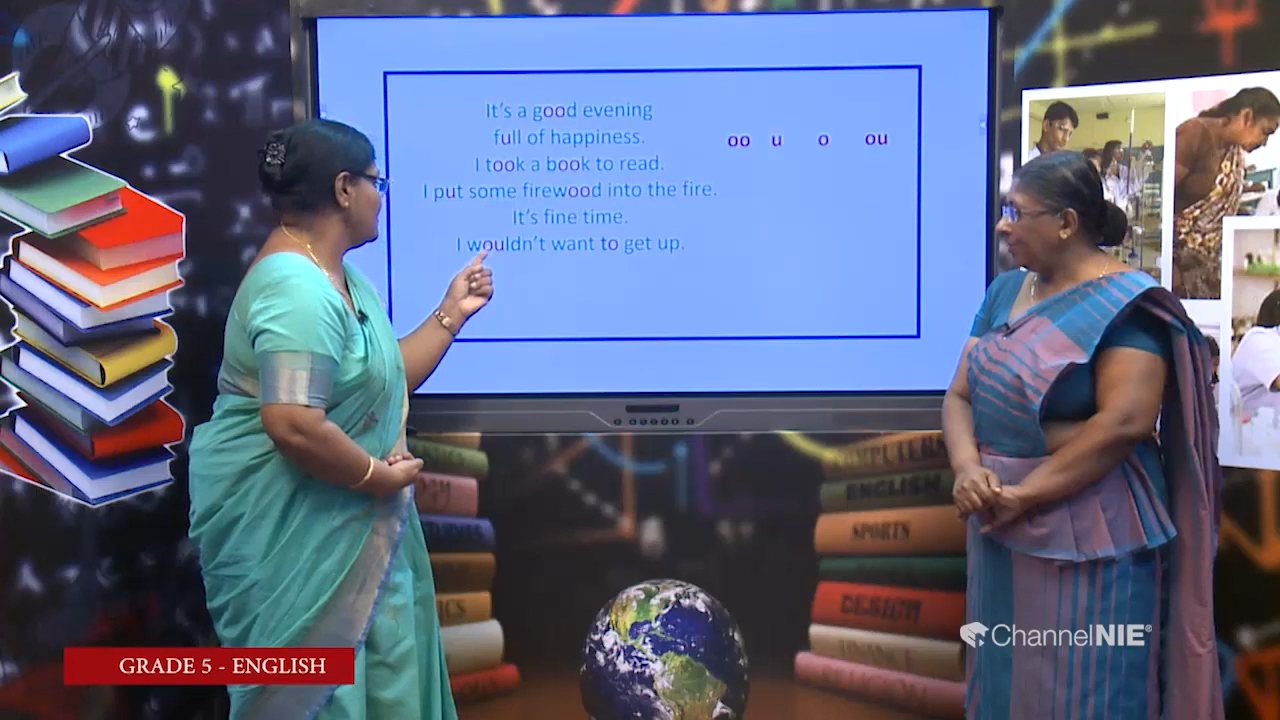 It's a good evening
full of happiness.
oo u o ou
I took a book to read.
I put some firewood into the fire.
It's fine time.
I wouldn't want to get up.
COMPUTERS
ENGLISH
SPORTS
DESIGN
GRADE 5 - ENGLISH
ChannelNIE®